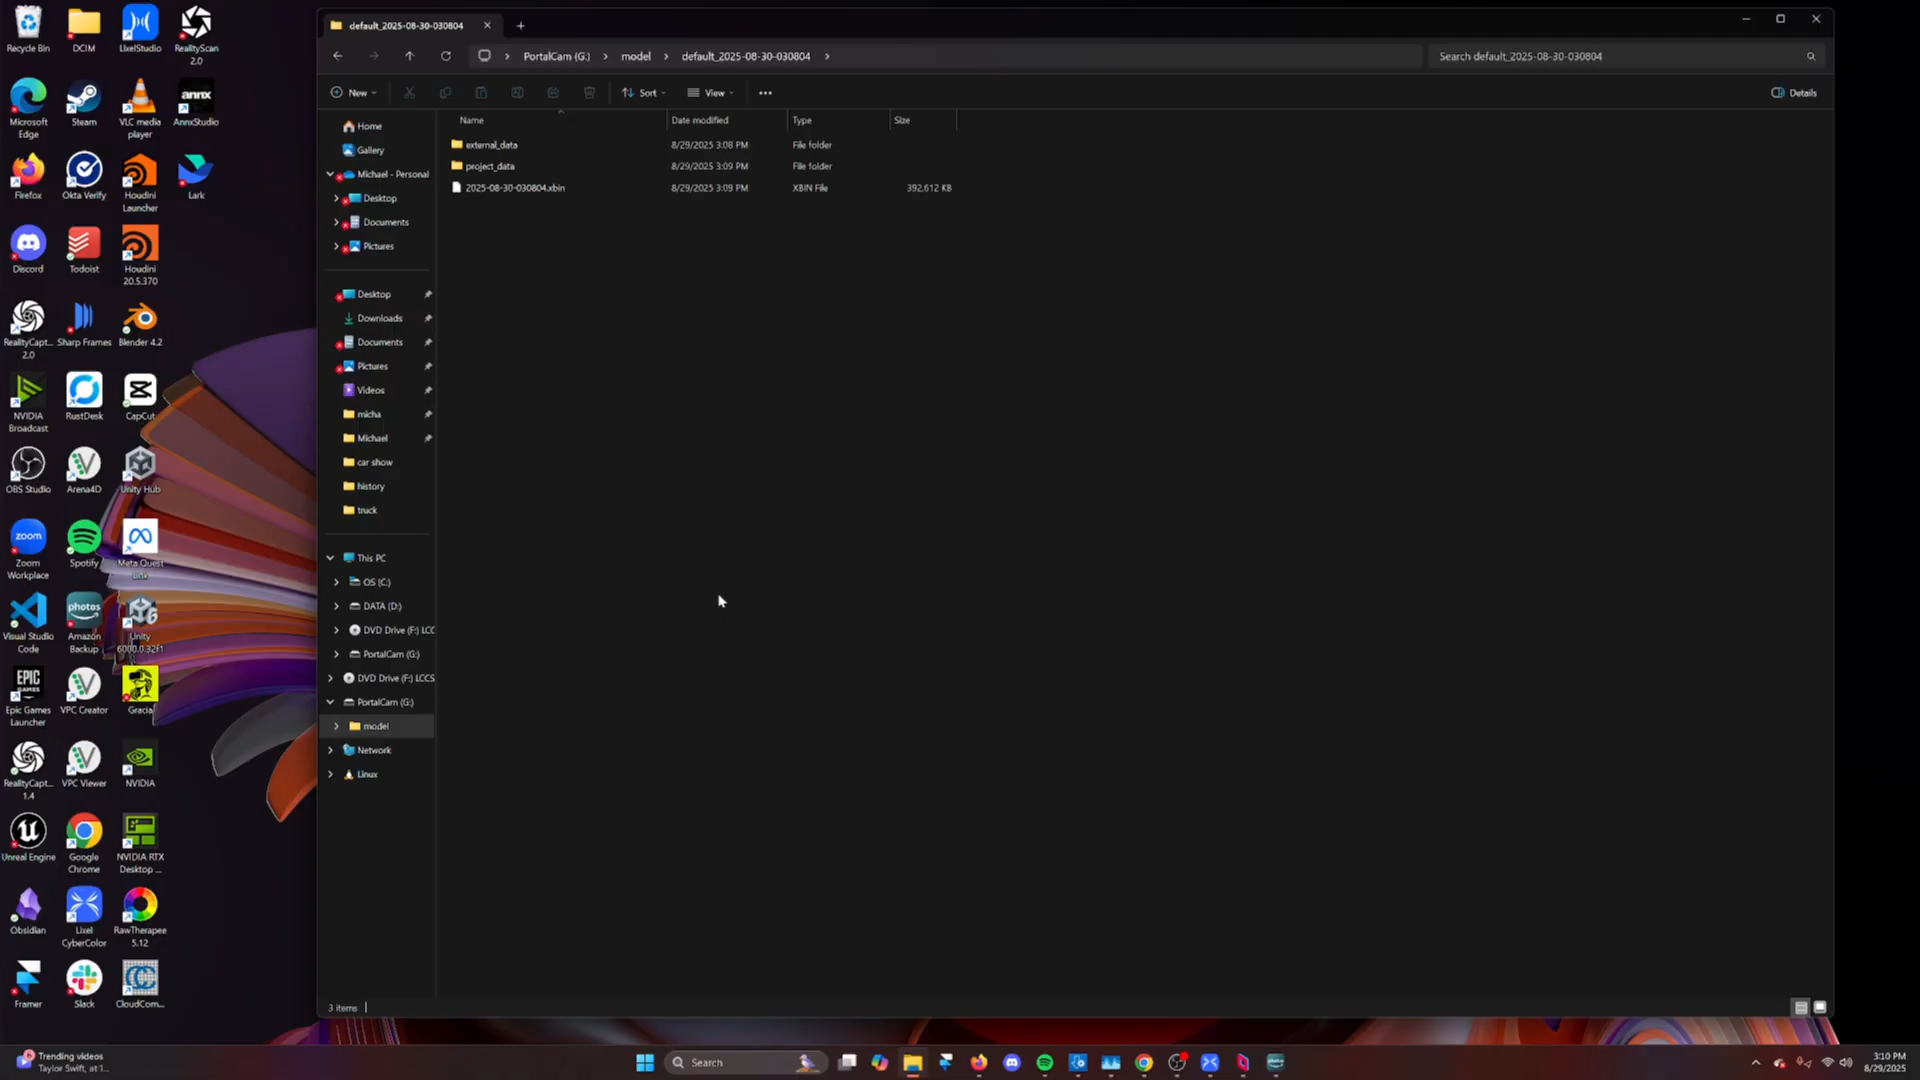 default_2025-08-30-030804
PortalCam (G:)
model
default_2025-08-30-030804
Search default_2025-08-30-030804
New
Sort
View
Details
Name
Date modified
Type
Size
external_data
8/29/2025 3:08 PM
File folder
project_data
8/29/2025 3:09 PM
File folder
2025-08-30-030804.xbin
8/29/2025 3:09 PM
XBIN File
392,612 KB
Home
Gallery
Michael - Personal
Desktop
Documents
Pictures
Desktop
Downloads
Documents
Pictures
Videos
micha
Michael
car show
history
truck
This PC
OS (C:)
DATA (D:)
DVD Drive (F:) LCC
PortalCam (G:)
DVD Drive (F:) LCCS
PortalCam (G:)
model
Network
Linux
3 items
Recycle Bin
DCIM
LixelStudio
RealityScan
2.0
Microsoft
Edge
Steam
VLC media
player
annx
AnnxStudio
Firefox
Okta Verify
Houdini
Launcher
Lark
Discord
Todoist
Houdini
20.5.370
RealityCapt...
2.0
Sharp Frames
Blender 4.2
NVIDIA
Broadcast
RustDesk
CapCut
OBS Studio
Arena4D
Unity Hub
zoom
Zoom
Workplace
Spotify
Meta Quest
Link
Visual Studio
Code
photos
Amazon
Backup
Unity
6000.0.32f1
EPIC
GAMES
Epic Games
Launcher
VPC Creator
Gracia
RealityCapt...
1.4
VPC Viewer
NVIDIA
Unreal Engine
Google
Chrome
NVIDIA RTX
Desktop ...
Obsidian
Lixel
CyberColor
RawTherapee
5.12
Framer
Slack
CloudCom...
Trending videos
Taylor Swift, at 1...
Search
3:10 PM
8/29/2025